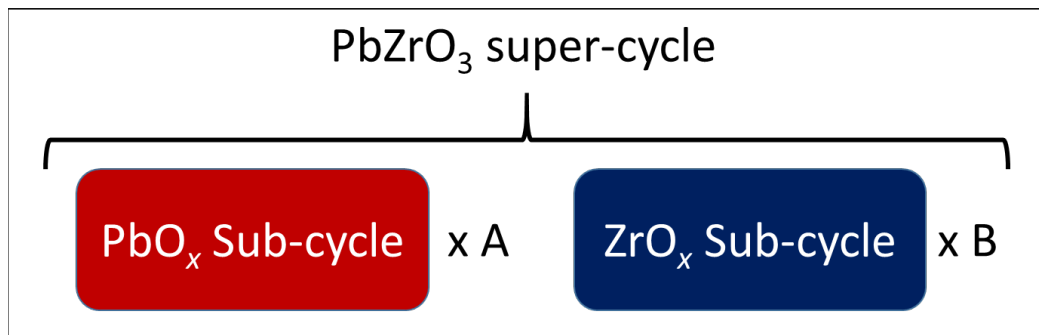 PbZrO₃ super-cycle
PbOₓ Sub-cycle x A
ZrOₓ Sub-cycle x B